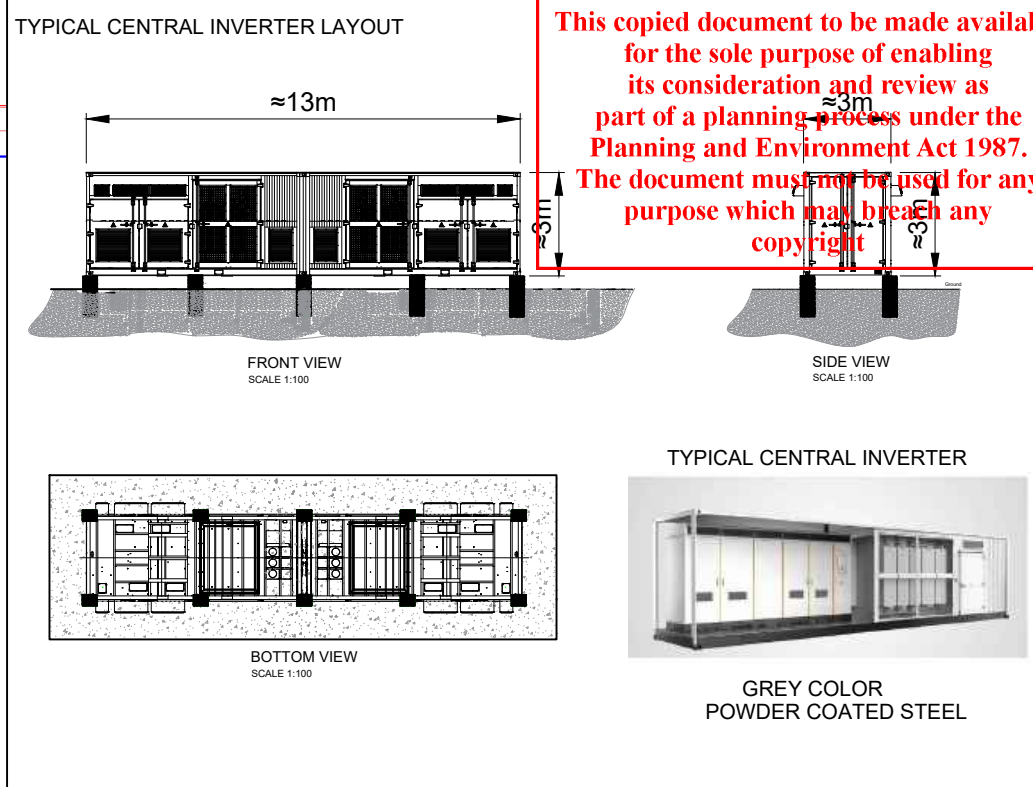 TYPICAL CENTRAL INVERTER LAYOUT
This copied document to be made availa
for the sole purpose of enabling
its consideration and review as
part of a planning process under the
Planning and Environment Act 1987.
The document must not be used for any
purpose which may breach any
copyright
≈13m
≈3m
≈3m
≈3m
Ground
FRONT VIEW
SCALE 1:100
SIDE VIEW
SCALE 1:100
TYPICAL CENTRAL INVERTER
BOTTOM VIEW
SCALE 1:100
GREY COLOR
POWDER COATED STEEL